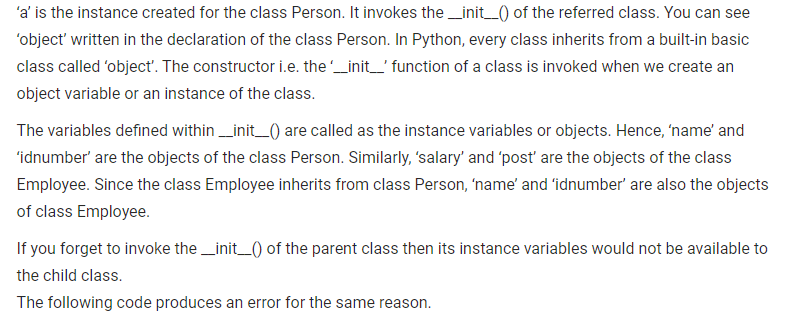 ‘a’ is the instance created for the class Person. It invokes the __init__() of the referred class. You can see
‘object’ written in the declaration of the class Person. In Python, every class inherits from a built-in basic
class called ‘object’. The constructor i.e. the ‘__init__’ function of a class is invoked when we create an
object variable or an instance of the class.
The variables defined within __init__() are called as the instance variables or objects. Hence, ‘name’ and
‘idnumber’ are the objects of the class Person. Similarly, ‘salary’ and ‘post’ are the objects of the class
Employee. Since the class Employee inherits from class Person, ‘name’ and ‘idnumber’ are also the objects
of class Employee.
If you forget to invoke the __init__() of the parent class then its instance variables would not be available to
the child class.
The following code produces an error for the same reason.